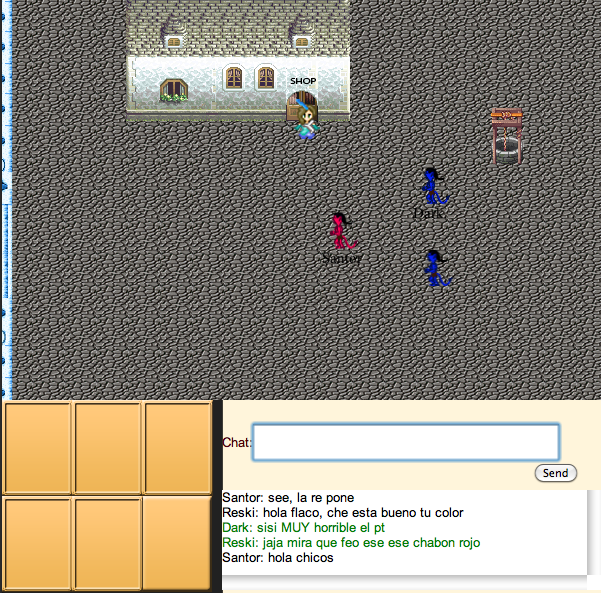 SHOP
Dark
Santor
Chat:
Send
Santor: see, la re pone
Reski: hola flaco, che esta bueno tu color
Dark: sisi MUY horrible el pt
Reski: jaja mira que feo ese ese chabon rojo
Santor: hola chicos